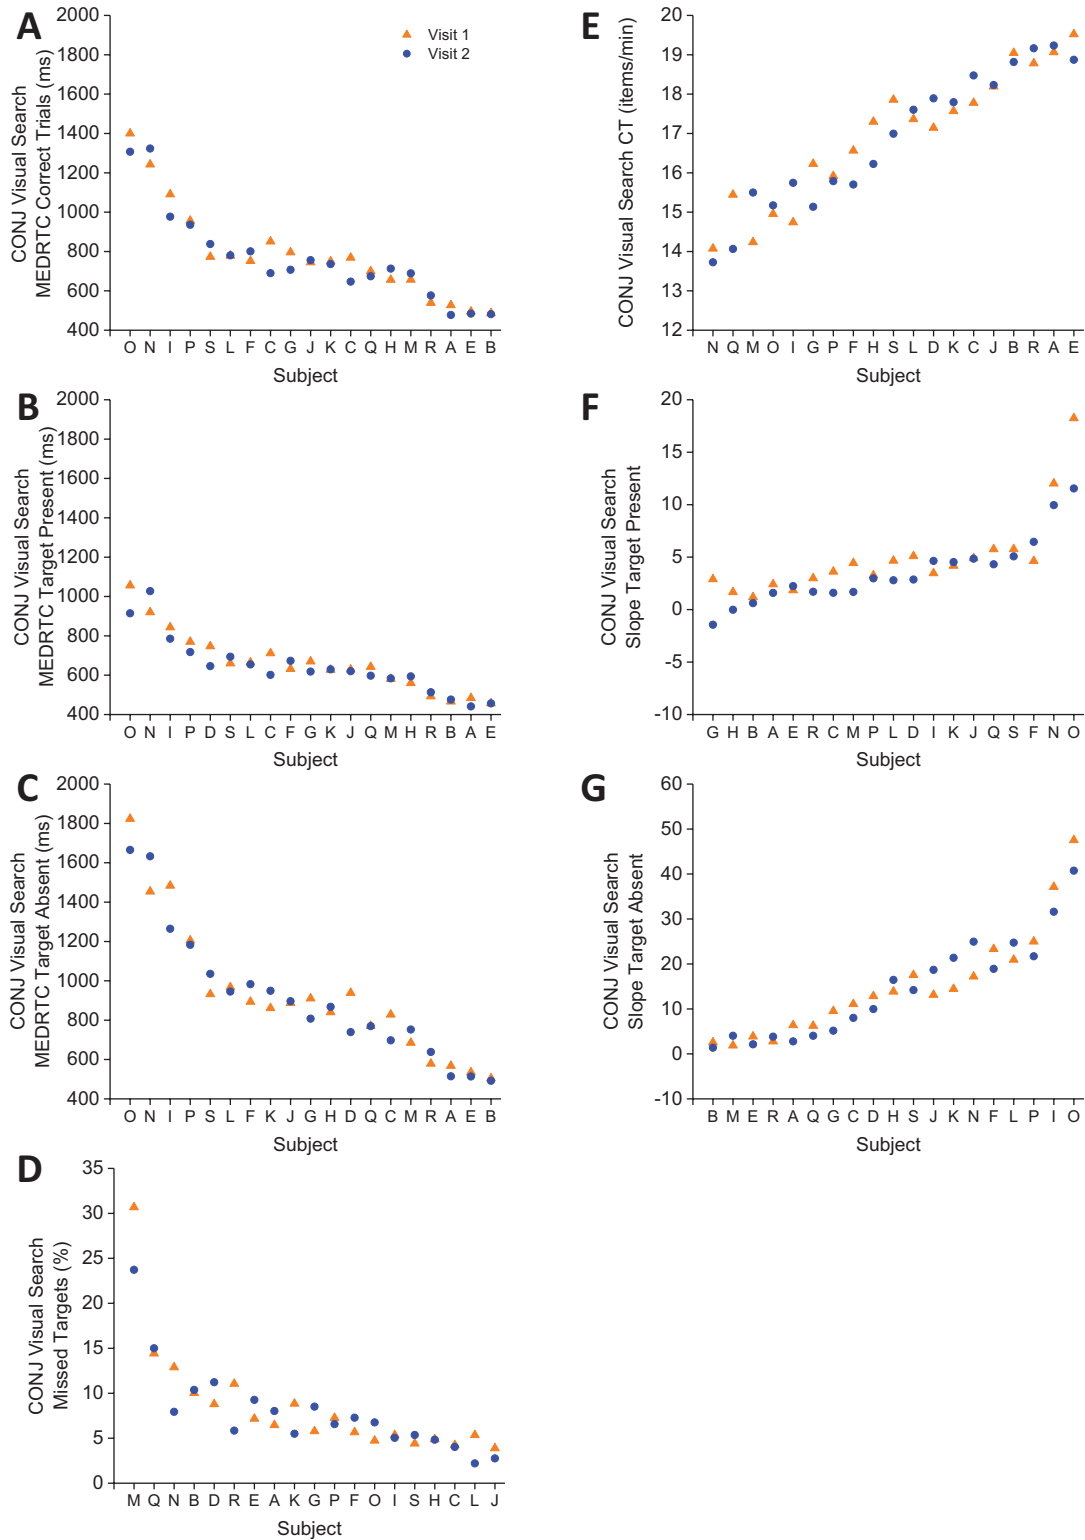 A
CONJ Visual Search
MEDRTC Correct Trials (ms)
2000
1800
1600
1400
1200
1000
800
600
400
Visit 1
Visit 2
O N I P S L F C G J K C Q H M R A E B
Subject
B
CONJ Visual Search
MEDRTC Target Present (ms)
2000
1800
1600
1400
1200
1000
800
600
400
O N I P D S L C F G K J Q M H R B A E
Subject
C
CONJ Visual Search
MEDRTC Target Absent (ms)
2000
1800
1600
1400
1200
1000
800
600
400
O N I P S L F K J G H D Q C M R A E B
Subject
D
CONJ Visual Search
Missed Targets (%)
35
30
25
20
15
10
5
0
M Q N B D R E A K G P F O I S H C L J
Subject
E
CONJ Visual Search CT (items/min)
20
19
18
17
16
15
14
13
12
N Q M O I G P F H S L D K C J B R A E
Subject
F
CONJ Visual Search
Slope Target Present
20
15
10
5
0
-5
-10
G H B A E R C M P L D I K J Q S F N O
Subject
G
CONJ Visual Search
Slope Target Absent
60
50
40
30
20
10
0
-10
B M E R A Q G C D H S J K N F L P I O
Subject